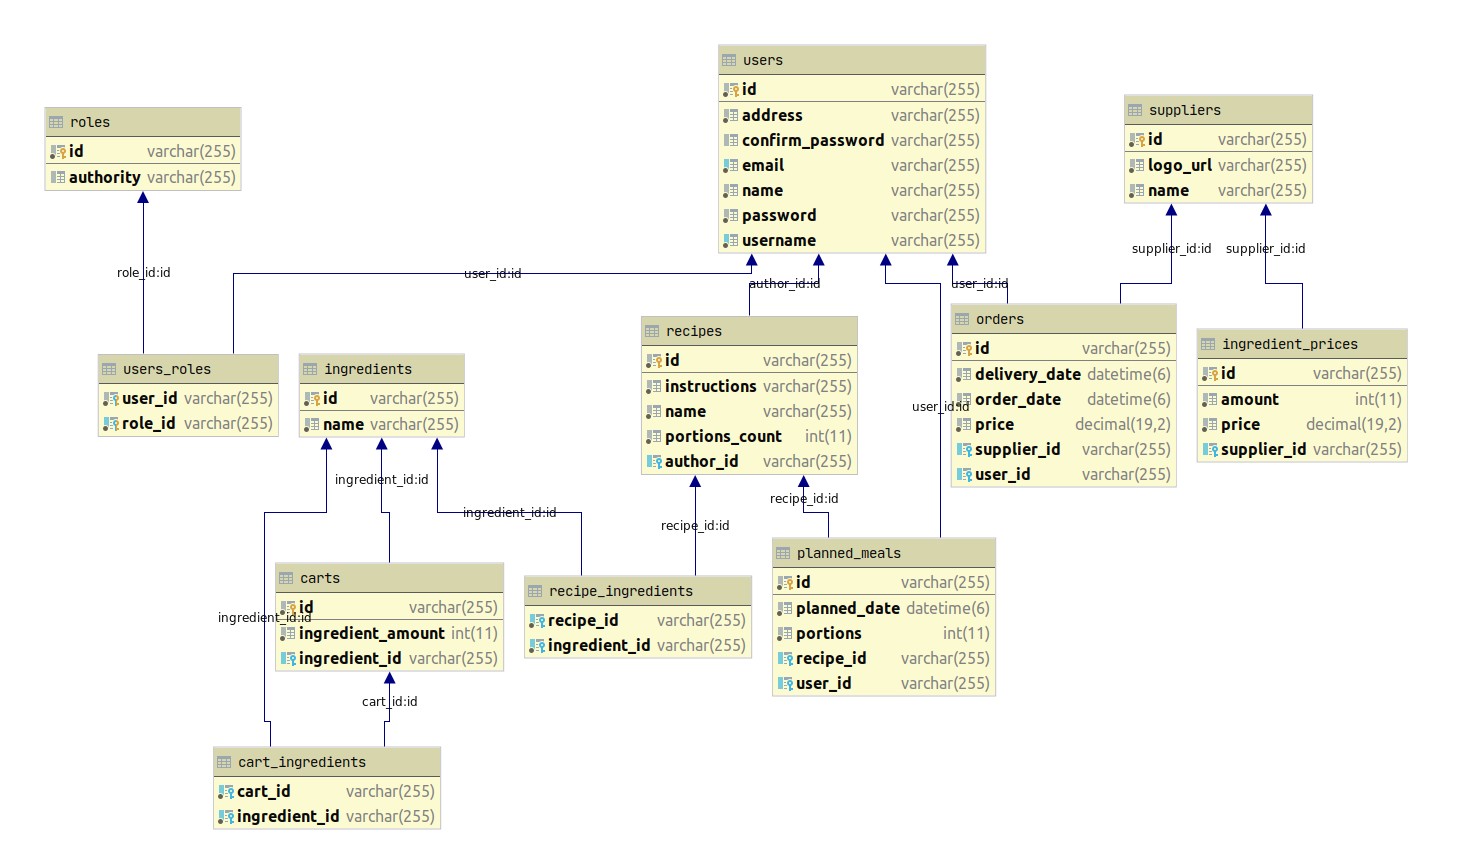 users
id varchar(255)
address varchar(255)
confirm_password varchar(255)
email varchar(255)
name varchar(255)
password varchar(255)
username varchar(255)
suppliers
id varchar(255)
logo_url varchar(255)
name varchar(255)
roles
id varchar(255)
authority varchar(255)
role_id:id
user_id:id
author_id:id
user_id:id
supplier_id:id
supplier_id:id
users_roles
user_id varchar(255)
role_id varchar(255)
ingredients
id varchar(255)
name varchar(255)
recipes
id varchar(255)
instructions varchar(255)
name varchar(255)
portions_count int(11)
author_id varchar(255)
user_id:id
orders
id varchar(255)
delivery_date datetime(6)
order_date datetime(6)
price decimal(19,2)
supplier_id varchar(255)
user_id varchar(255)
ingredient_prices
id varchar(255)
amount int(11)
price decimal(19,2)
supplier_id varchar(255)
ingredient_id:id
ingredient_id:id
recipe_id:id
recipe_id:id
ingredient_id:id
carts
id varchar(255)
ingredient_amount int(11)
ingredient_id varchar(255)
recipe_ingredients
recipe_id varchar(255)
ingredient_id varchar(255)
planned_meals
id varchar(255)
planned_date datetime(6)
portions int(11)
recipe_id varchar(255)
user_id varchar(255)
cart_id:id
cart_ingredients
cart_id varchar(255)
ingredient_id varchar(255)